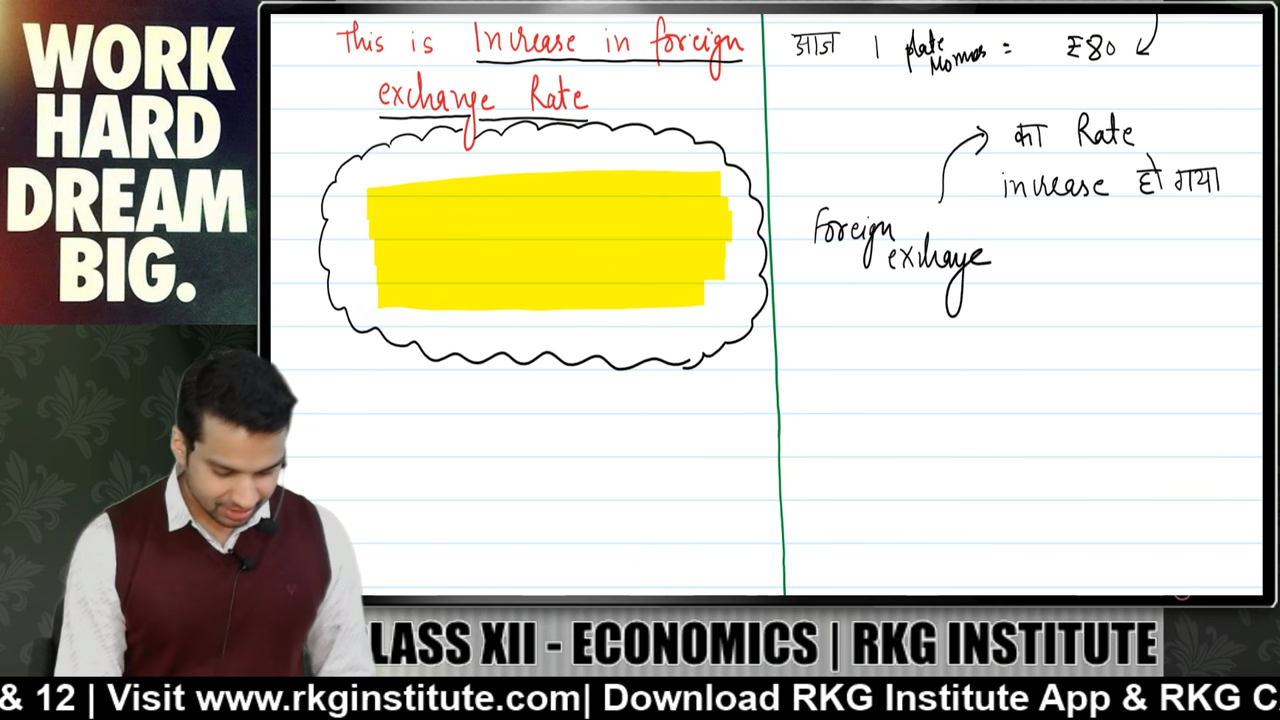 WORK
HARD
DREAM
BIG.
This is Increase in foreign
exchange Rate
आज 1 plate Momos = ₹80
का Rate
increase हो गया
Foreign
exchaye
LASS XII - ECONOMICS | RKG INSTITUTE
& 12 | Visit www.rkginstitute.com| Download RKG Institute App & RKG C